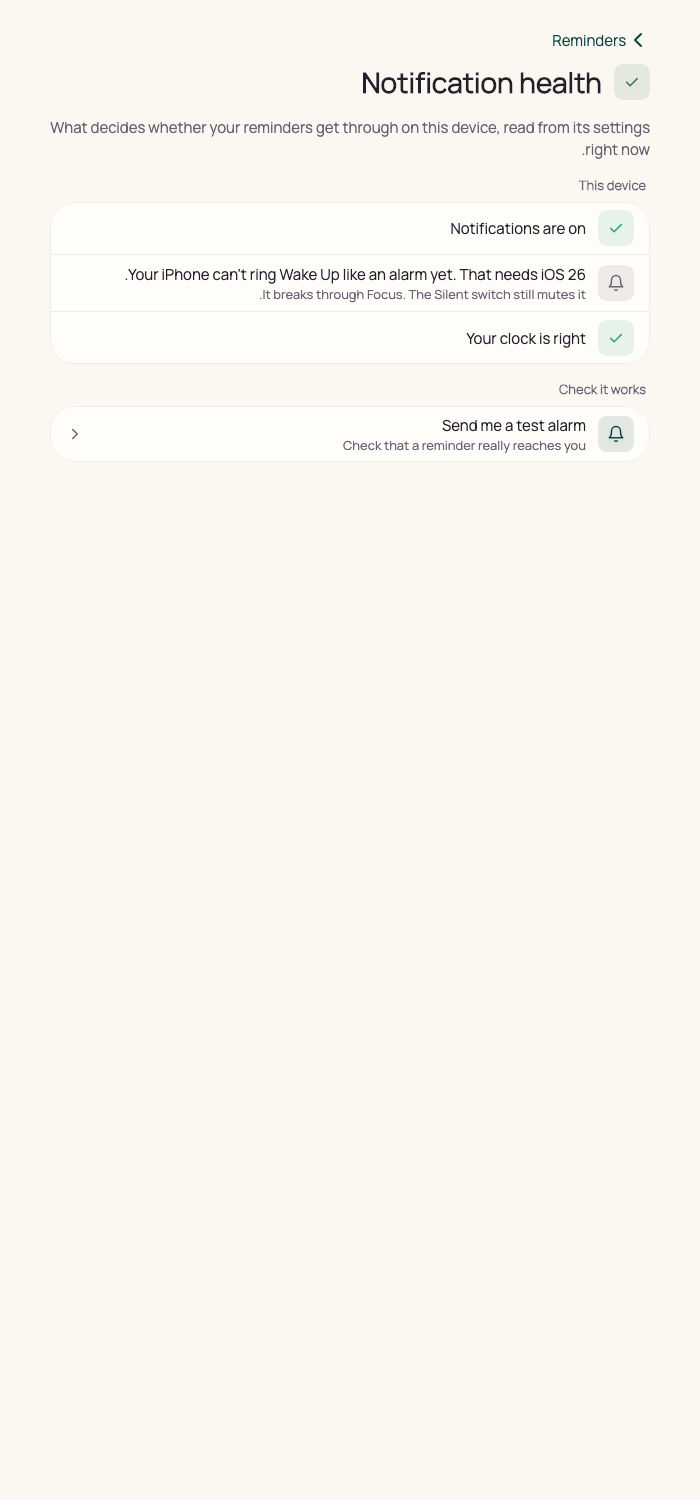 Reminders
Notification health
What decides whether your reminders get through on this device, read from its settings
right now.
This device
Notifications are on
Your iPhone can't ring Wake Up like an alarm yet. That needs iOS 26.
It breaks through Focus. The Silent switch still mutes it.
Your clock is right
Check it works
Send me a test alarm
Check that a reminder really reaches you